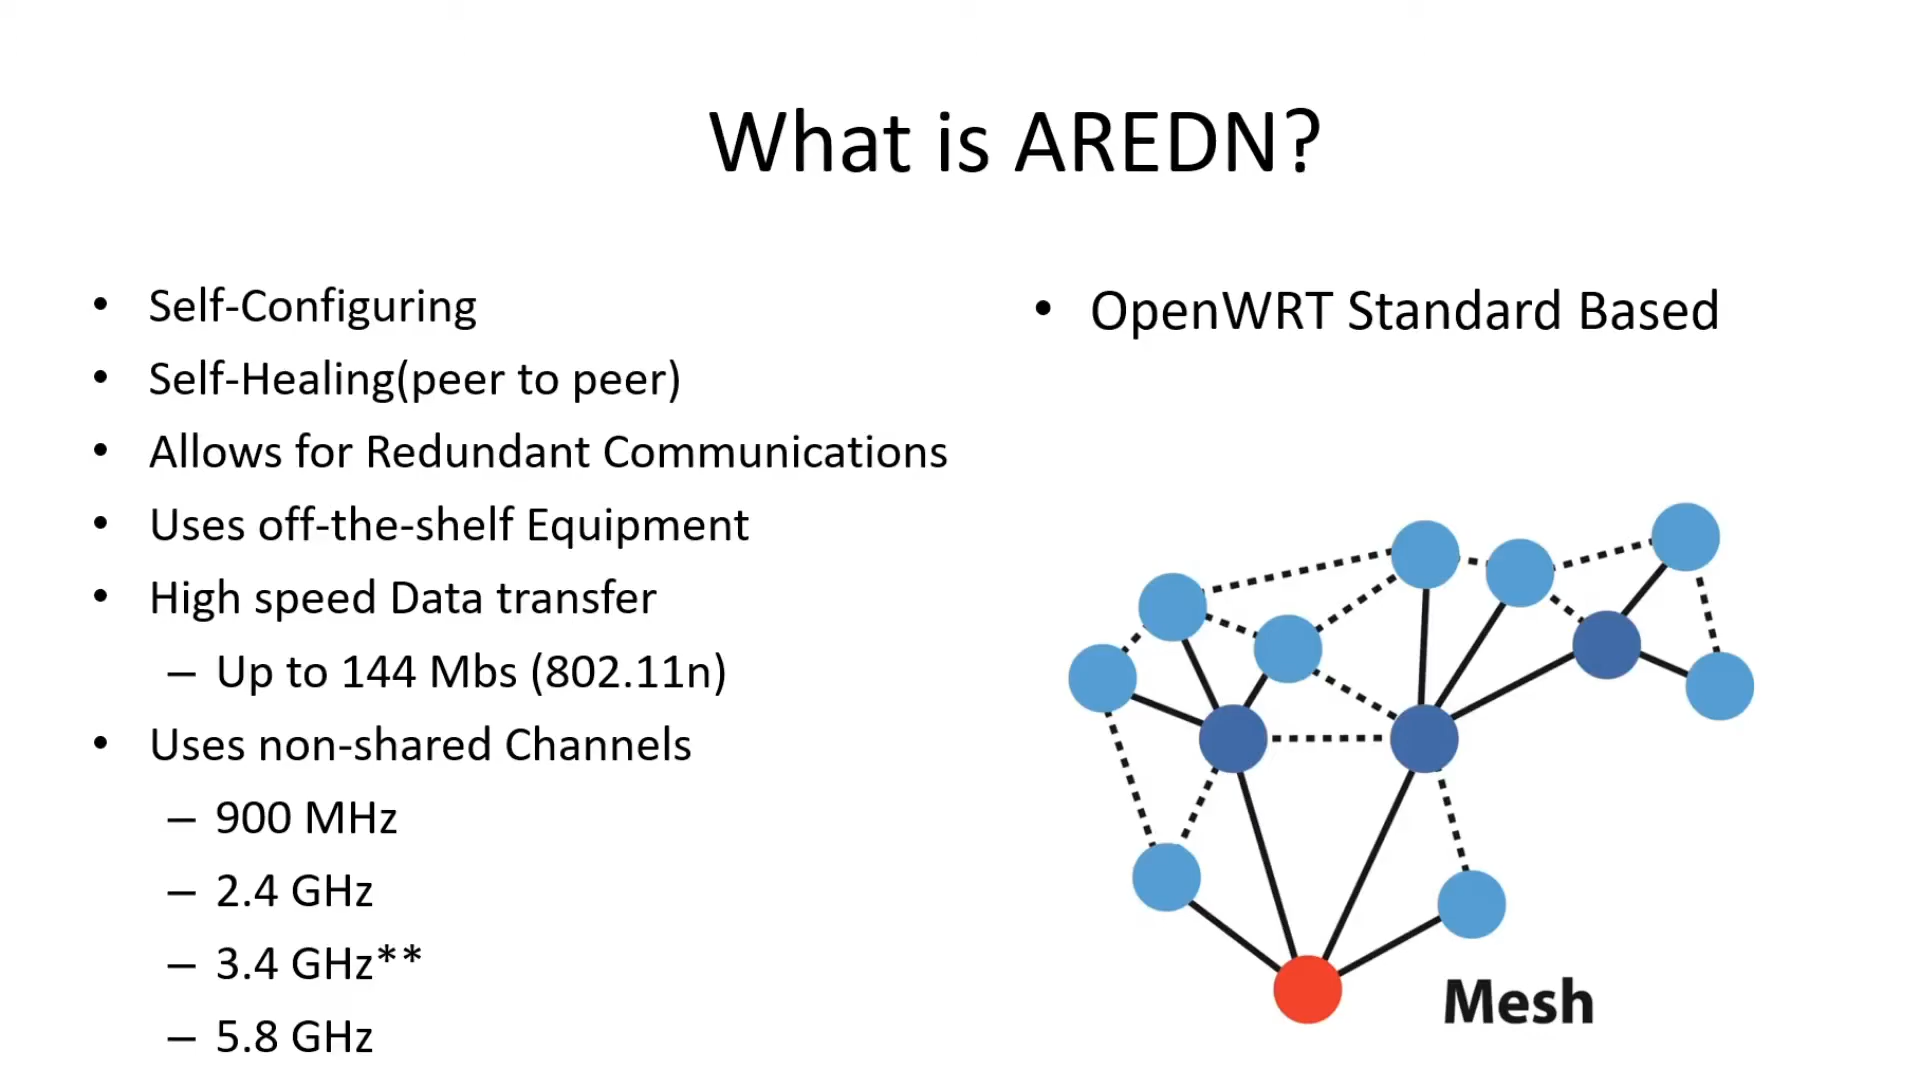 What is AREDN?
• Self-Configuring
• Self-Healing(peer to peer)
• Allows for Redundant Communications
• Uses off-the-shelf Equipment
• High speed Data transfer
– Up to 144 Mbs (802.11n)
• Uses non-shared Channels
– 900 MHz
– 2.4 GHz
– 3.4 GHz**
– 5.8 GHz
• OpenWRT Standard Based
Mesh